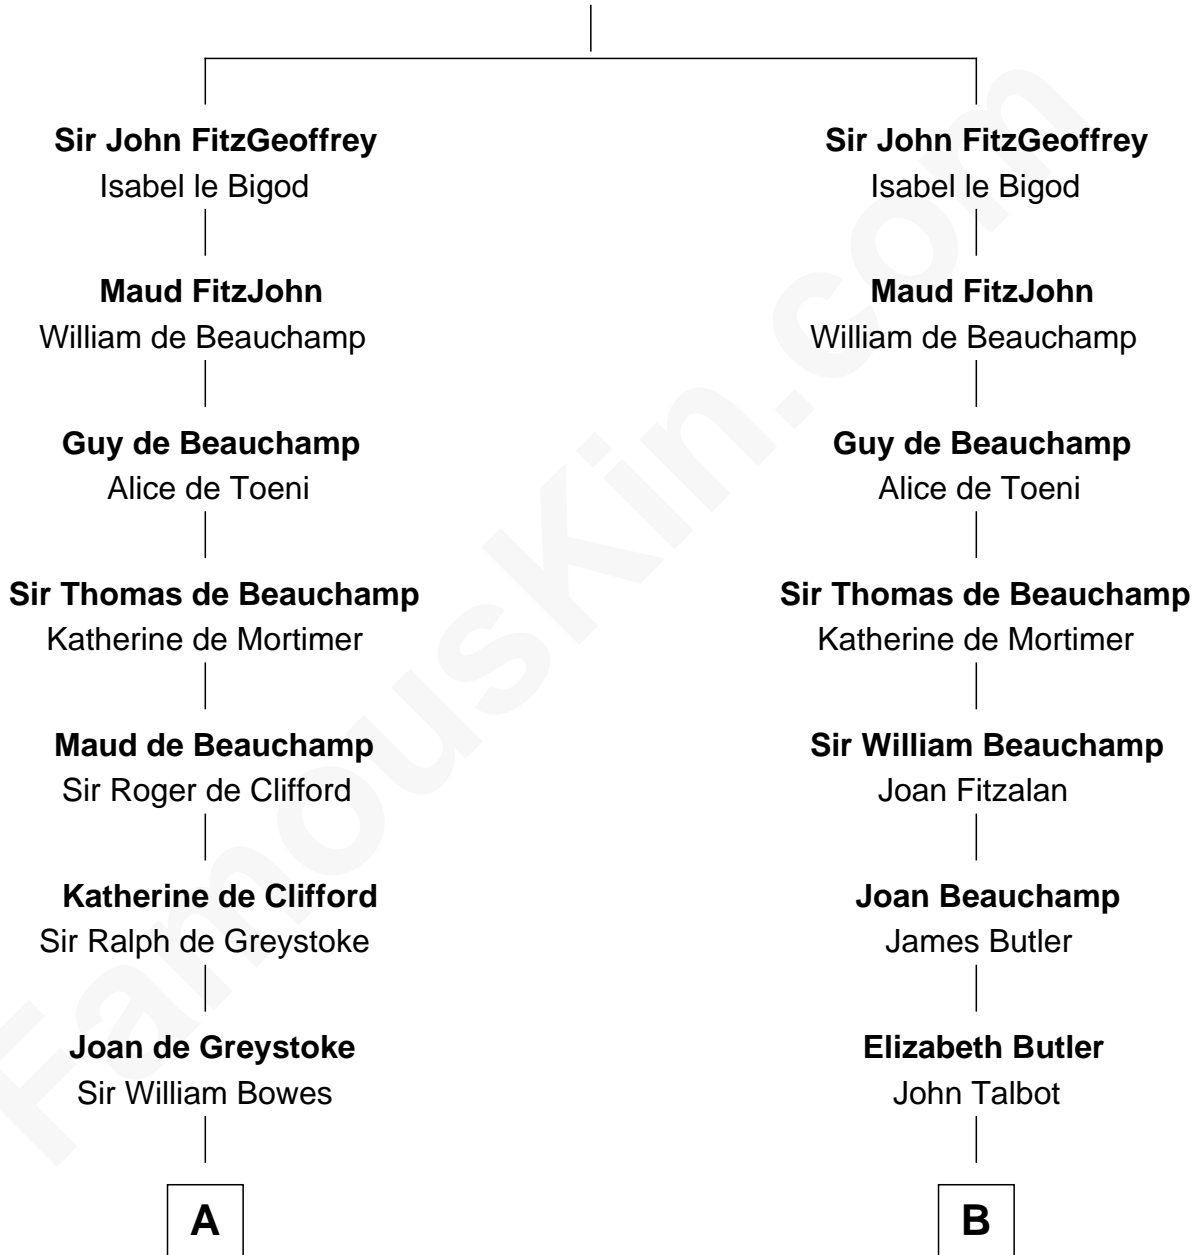 Sir John FitzGeoffrey
Isabel le Bigod
Maud FitzJohn
William de Beauchamp
Guy de Beauchamp
Alice de Toeni
Sir Thomas de Beauchamp
Katherine de Mortimer
Maud de Beauchamp
Sir Roger de Clifford
Katherine de Clifford
Sir Ralph de Greystoke
Joan de Greystoke
Sir William Bowes
A
Sir John FitzGeoffrey
Isabel le Bigod
Maud FitzJohn
William de Beauchamp
Guy de Beauchamp
Alice de Toeni
Sir Thomas de Beauchamp
Katherine de Mortimer
Sir William Beauchamp
Joan Fitzalan
Joan Beauchamp
James Butler
Elizabeth Butler
John Talbot
B
FamousKin.com